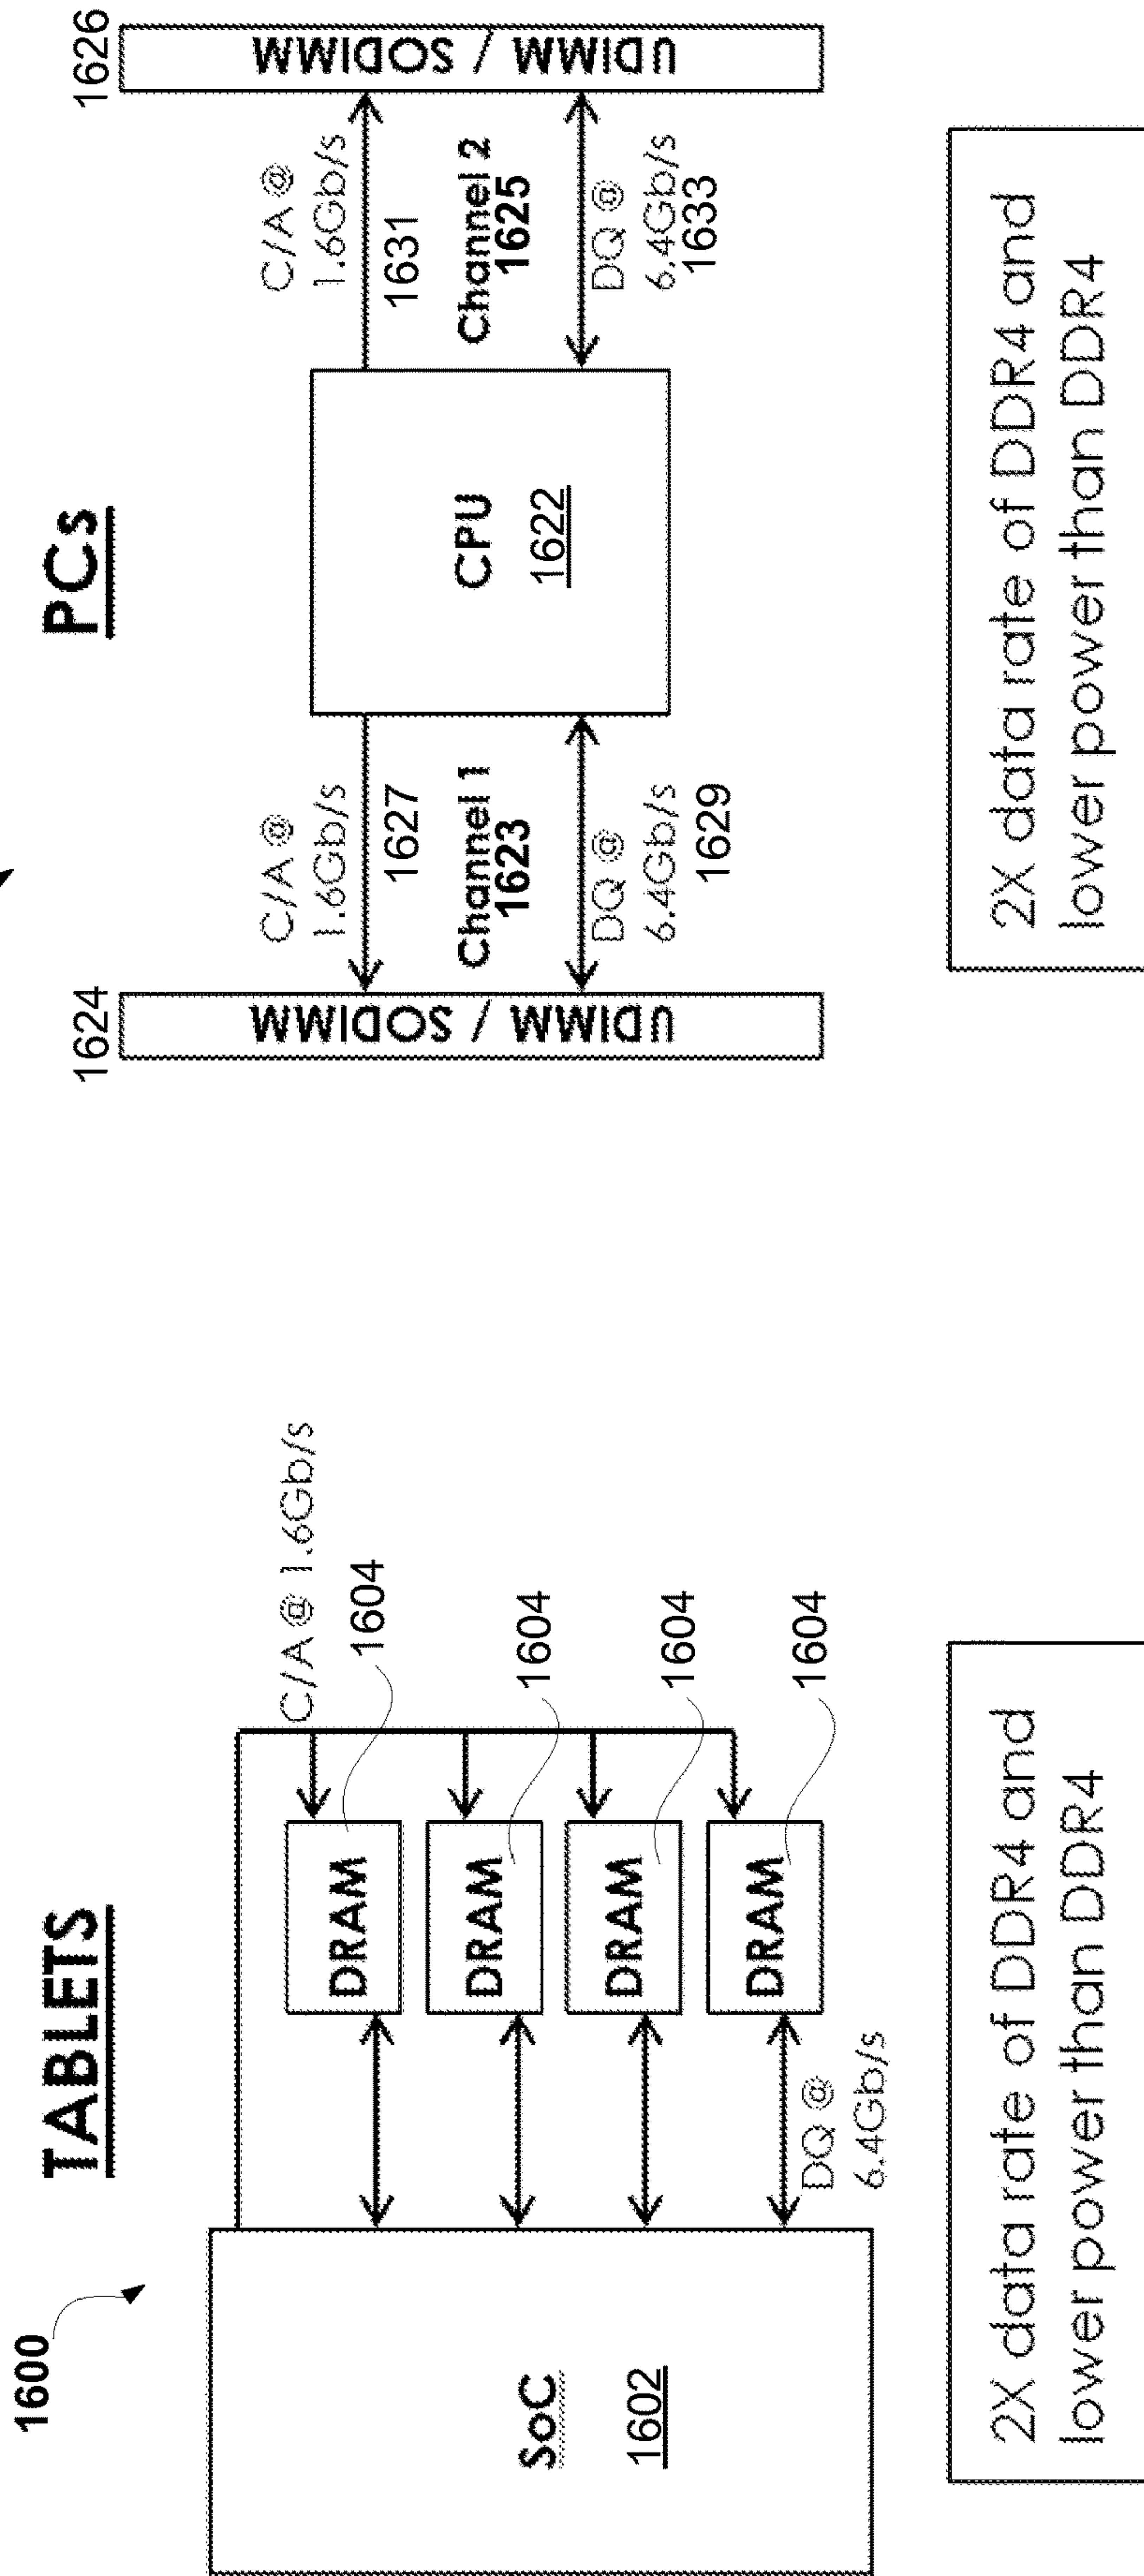 1600
TABLETS
SoC
1602
C/A @ 1.6Gb/s
DRAM
1604
DRAM
1604
DRAM
1604
DRAM
1604
DQ @
6.4Gb/s
2X data rate of DDR4 and
lower power than DDR4
PCs
1624
UDIMM / SODIMM
C/A @
1.6Gb/s
1627
Channel 1
1623
DQ @
6.4Gb/s
1629
CPU
1622
C/A @
1.6Gb/s
1631
Channel 2
1625
DQ @
6.4Gb/s
1633
1626
UDIMM / SODIMM
2X data rate of DDR4 and
lower power than DDR4